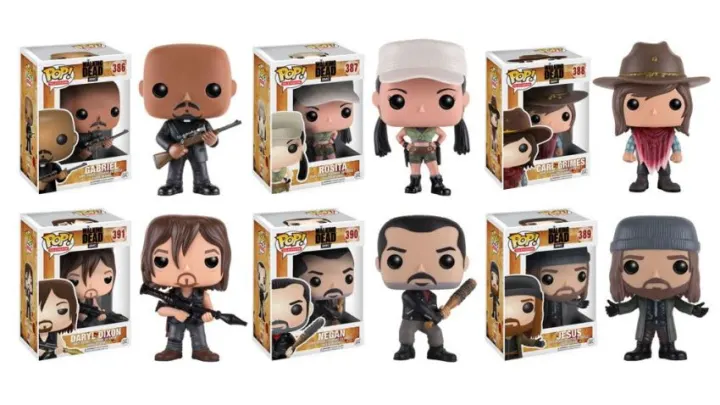 POP!
THE WALKING DEAD
386
GABRIEL
POP!
THE WALKING DEAD
387
ROSITA
POP!
THE WALKING DEAD
388
CARL GRIMES
POP!
THE WALKING DEAD
391
DARYL DIXON
POP!
THE WALKING DEAD
390
NEGAN
POP!
THE WALKING DEAD
389
JESUS